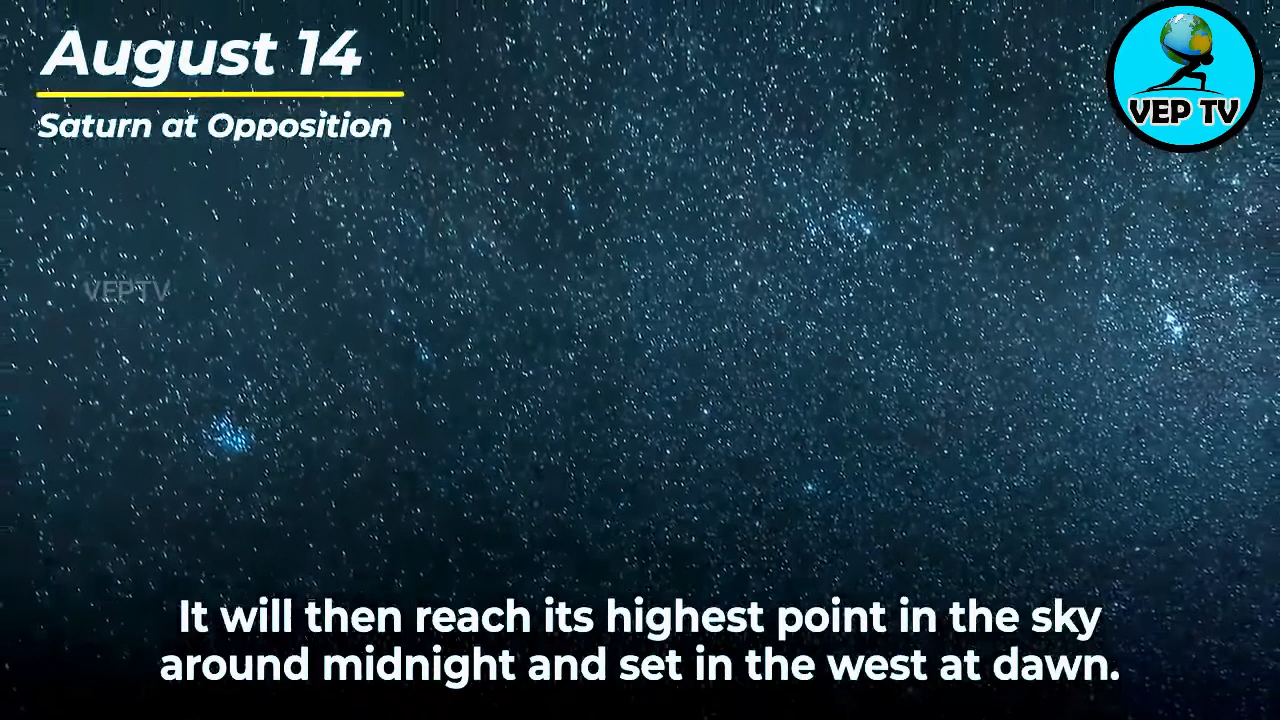 August 14
Saturn at Opposition
VEP TV
VEPTV
It will then reach its highest point in the sky
around midnight and set in the west at dawn.